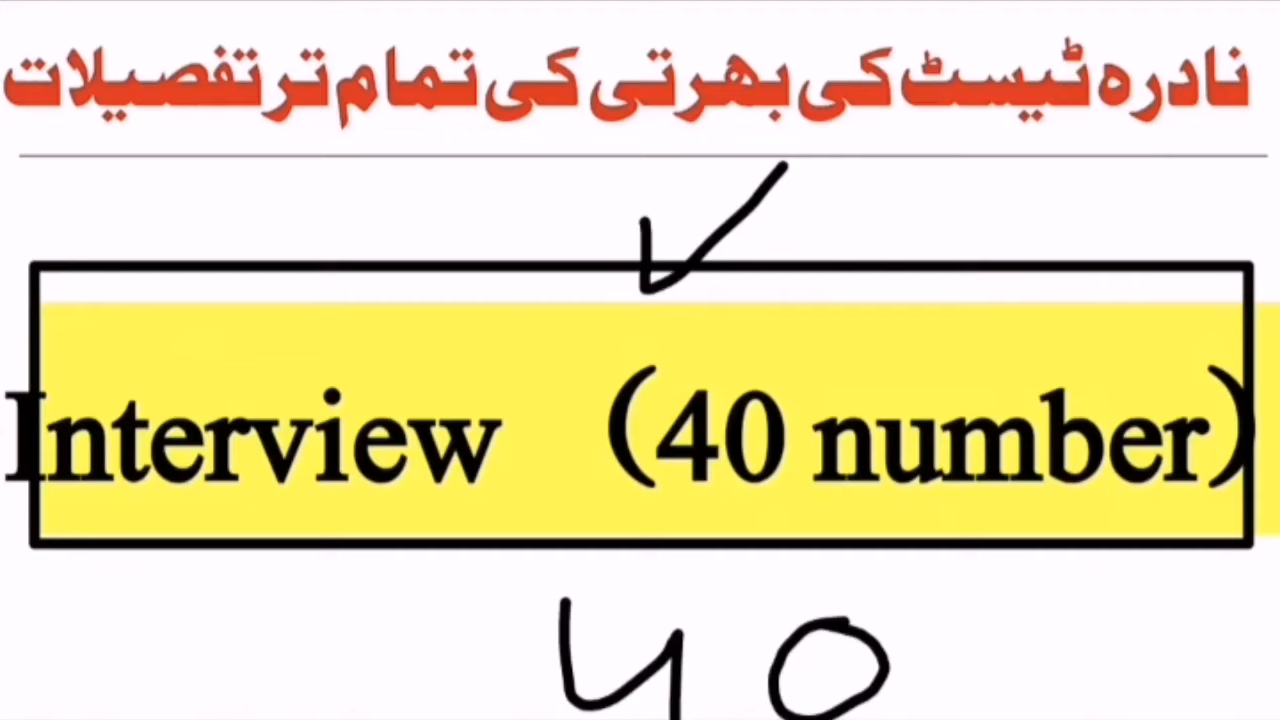 نادرہ ٹیسٹ کی بھرتی کی تمام تر تفصیلات
Interview (40 number)
40